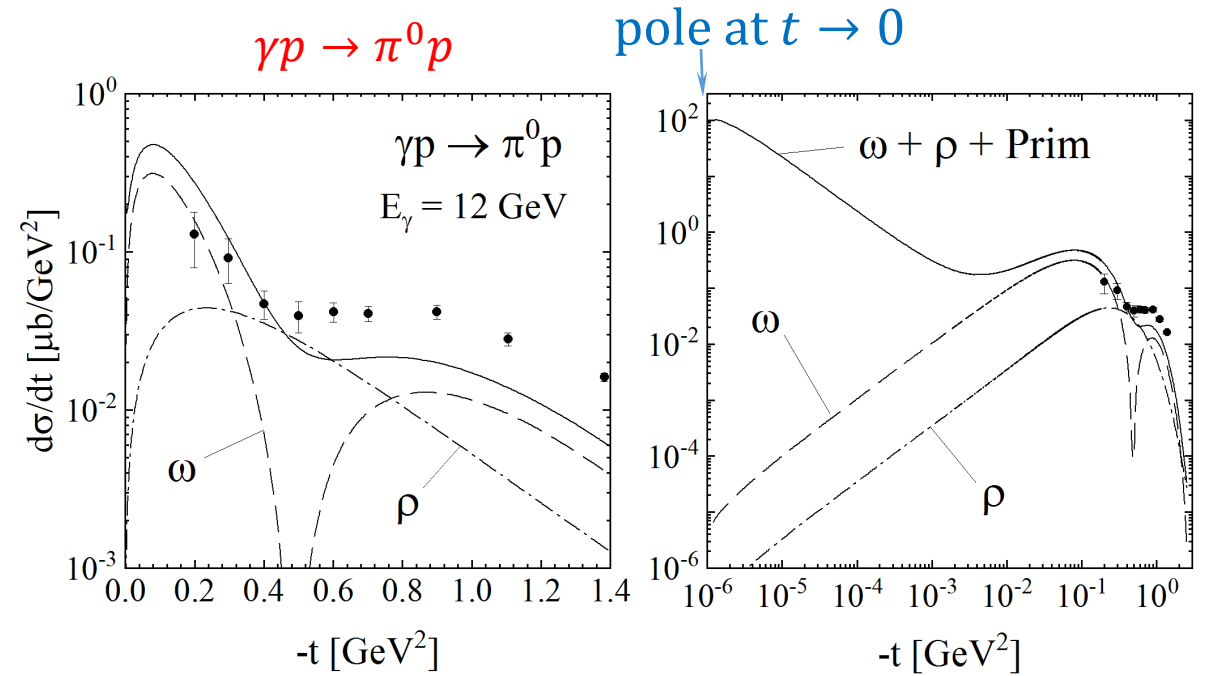 γp → π⁰p
pole at t → 0
γp → π⁰p
E_γ = 12 GeV
ω
ρ
dσ/dt [μb/GeV²]
10⁰
10⁻¹
10⁻²
10⁻³
0.0 0.2 0.4 0.6 0.8 1.0 1.2 1.4
-t [GeV²]
ω + ρ + Prim
ω
ρ
10²
10⁰
10⁻²
10⁻⁴
10⁻⁶
10⁻⁶ 10⁻⁵ 10⁻⁴ 10⁻³ 10⁻² 10⁻¹ 10⁰
-t [GeV²]